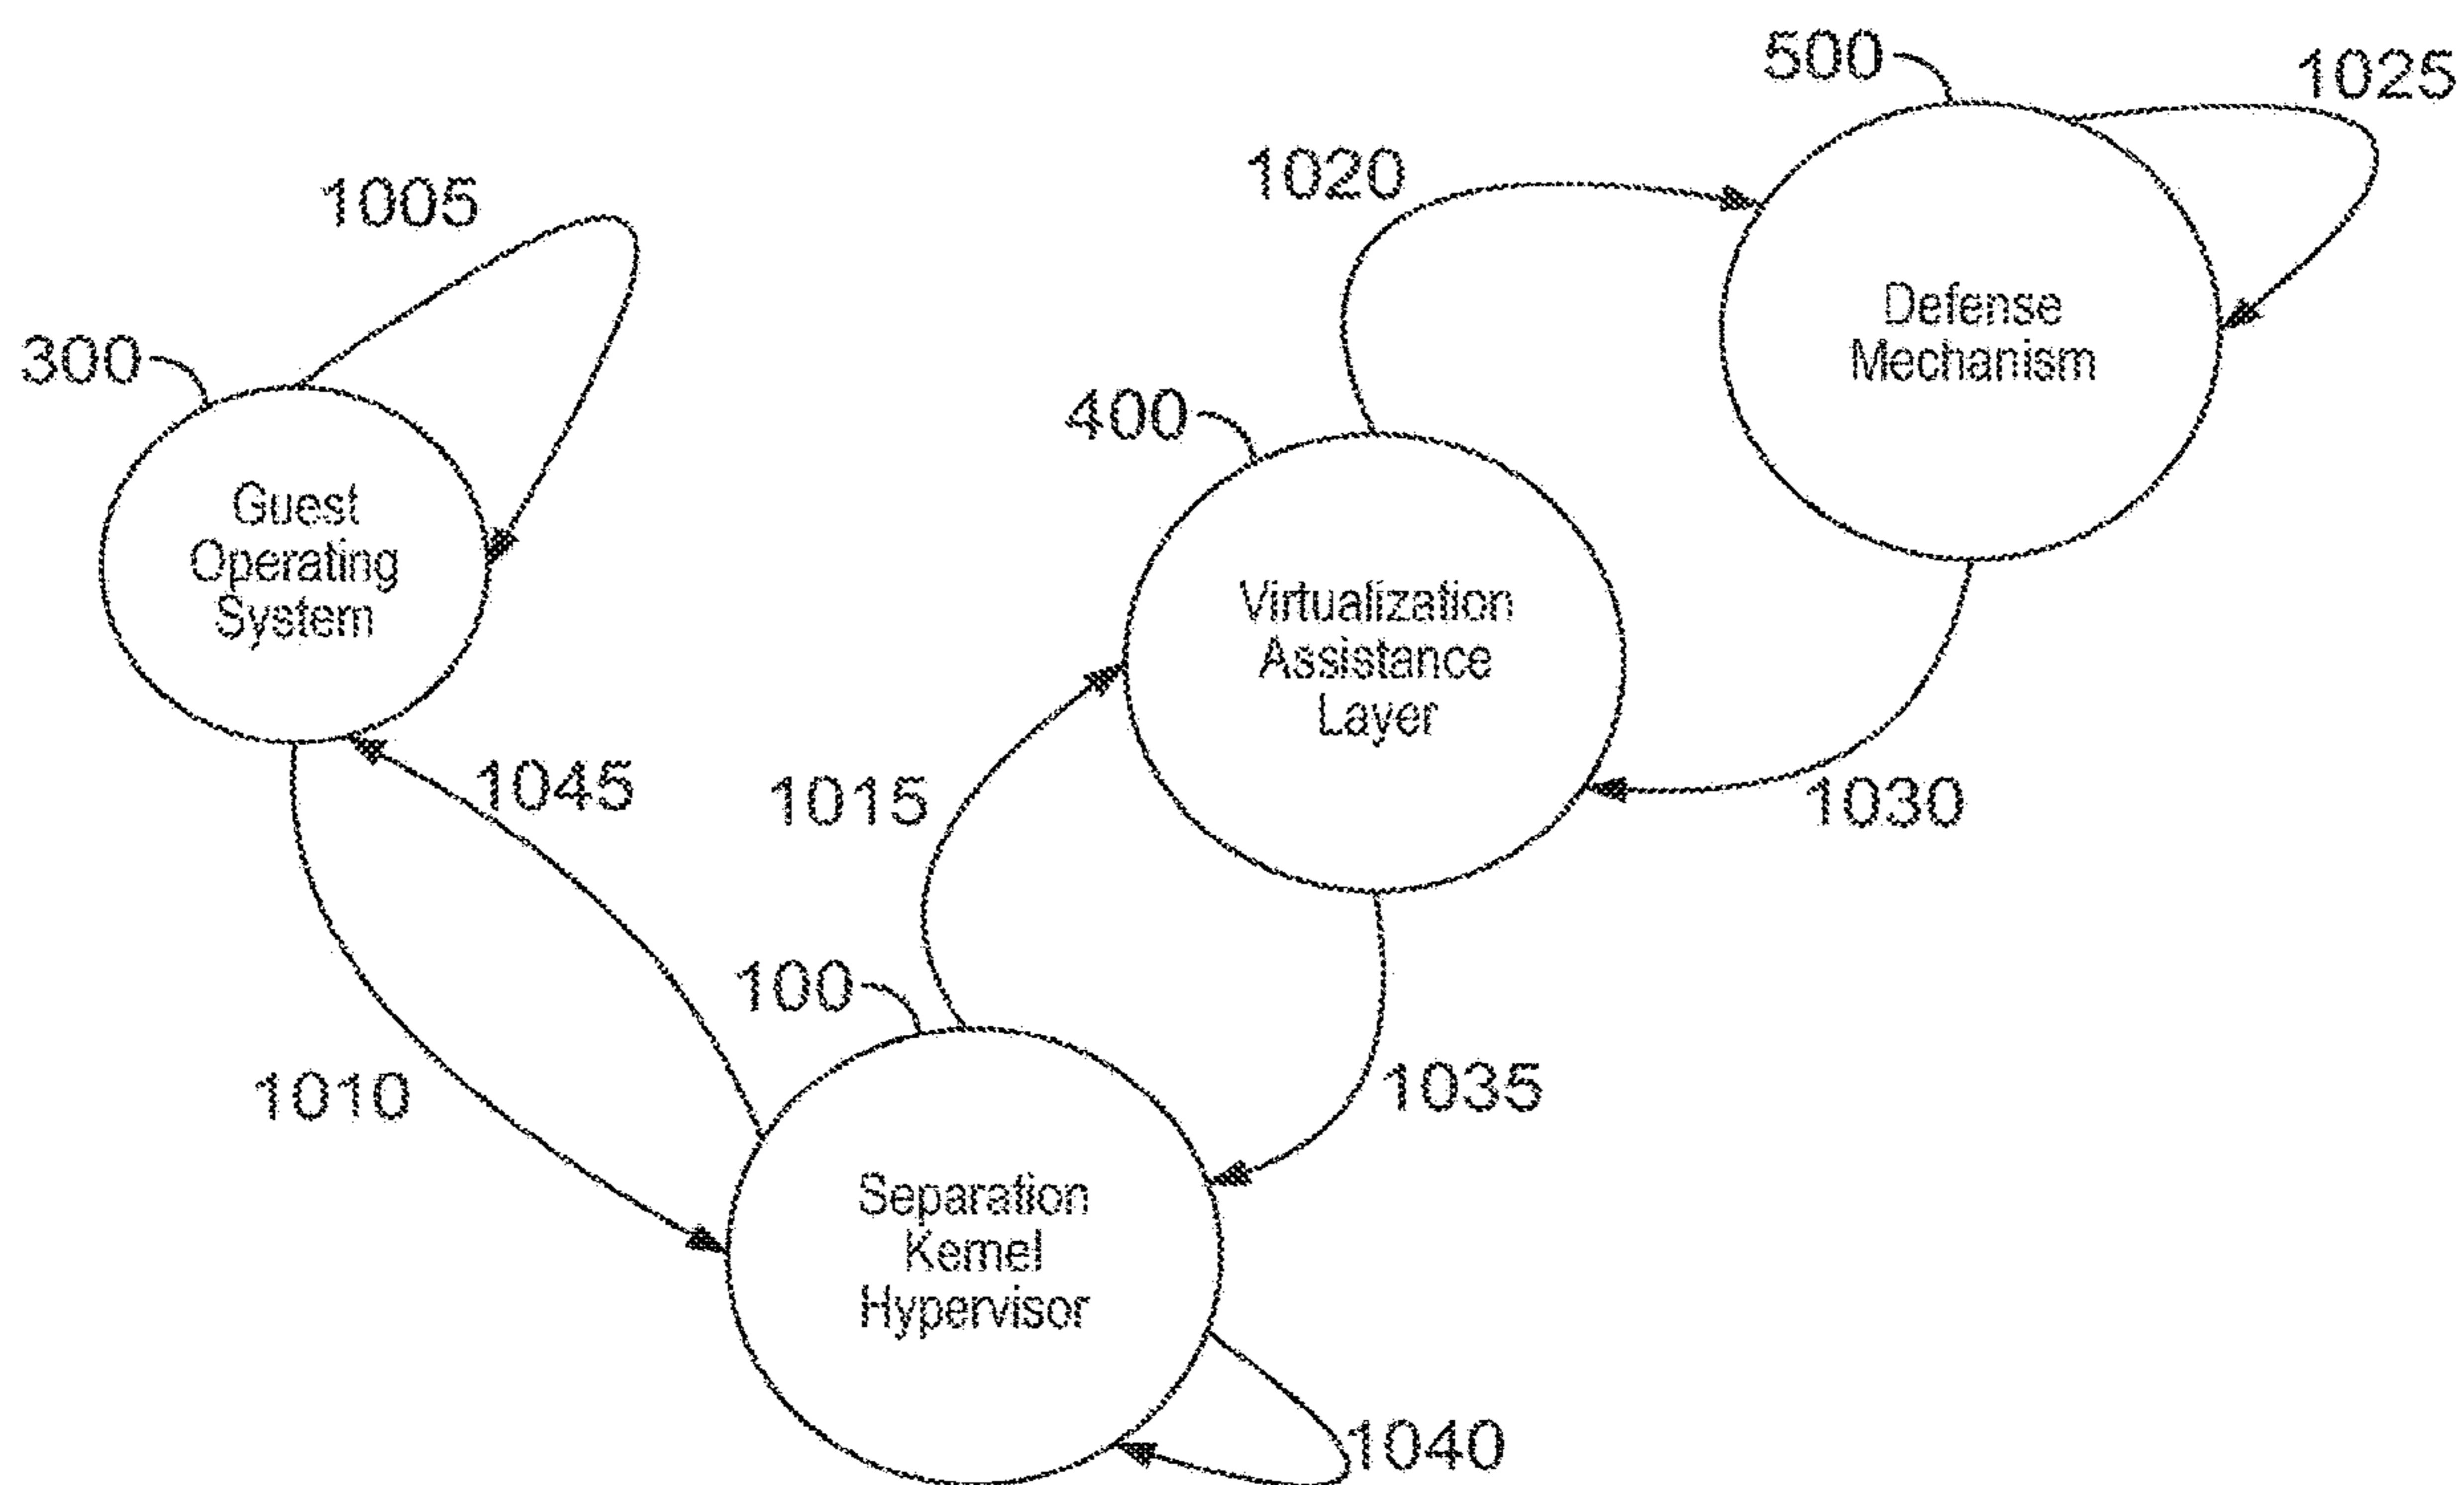 500
1025
1020
1005
Defense
Mechanism
300
400
Guest
Operating
System
Virtualization
Assistance
Layer
1045
1015
1030
100
1010
1035
Separation
Kernel
Hypervisor
1040